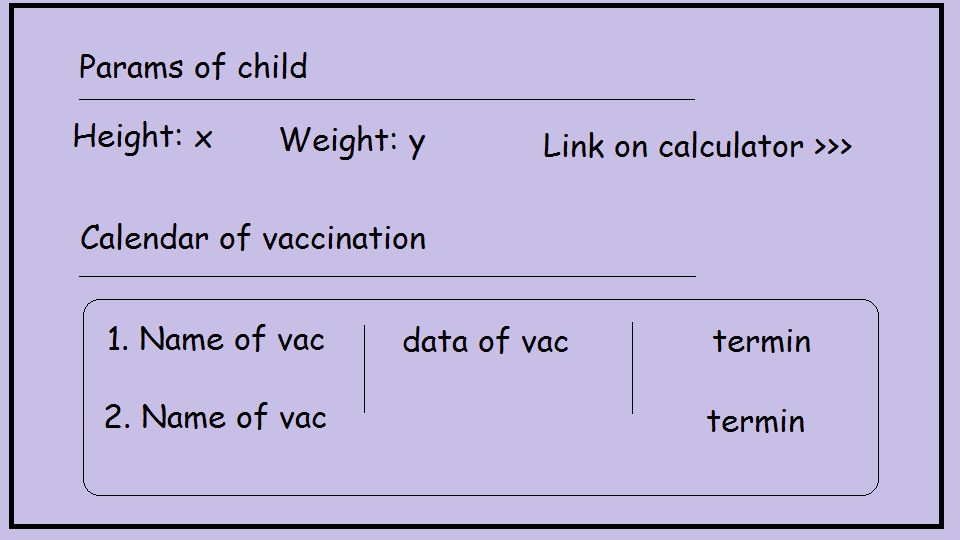 Params of child
Height: x Weight: y Link on calculator >>>
Calendar of vaccination
1. Name of vac data of vac termin
2. Name of vac termin